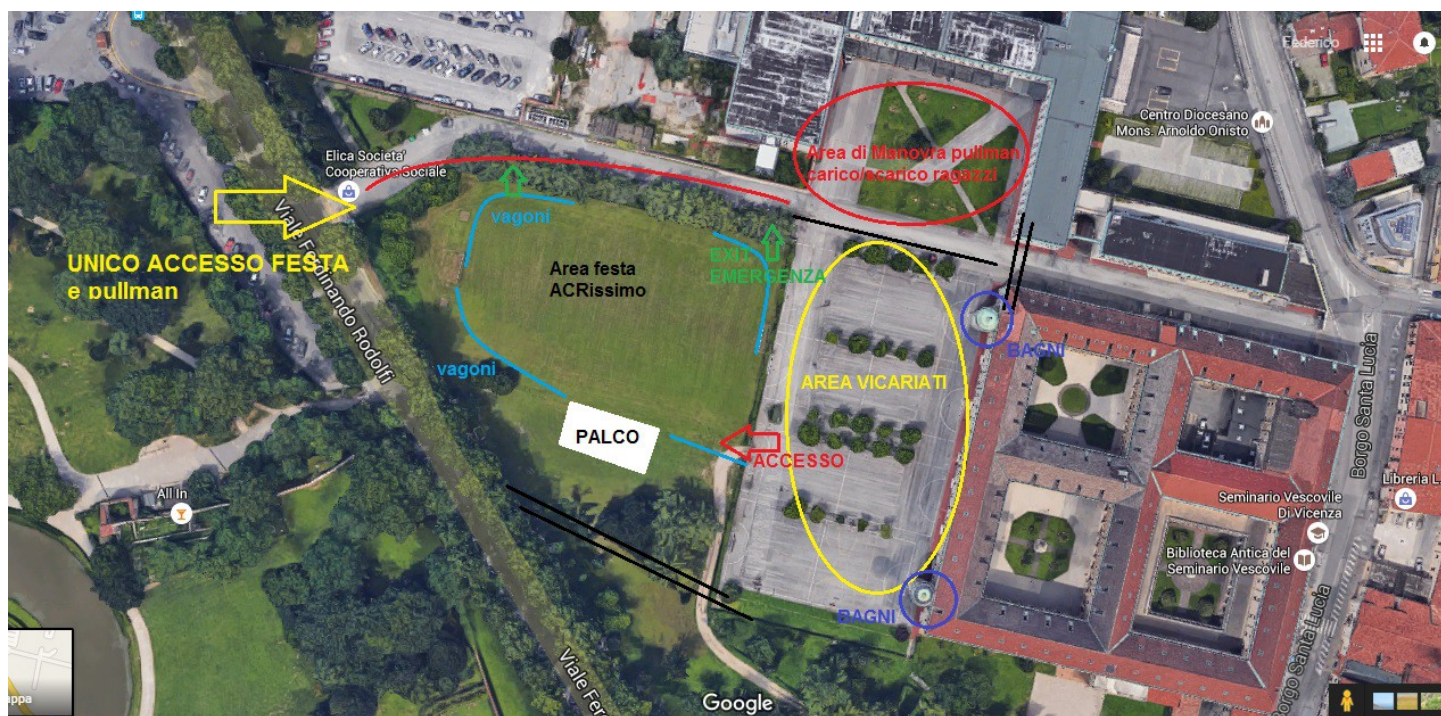 Federico
Centro Diocesano
Mons. Arnoldo Onisto
Elica Societa'
Cooperativa Sociale
Area di Manovra pullman
carico/scarico ragazzi
vagoni
UNICO ACCESSO FESTA
e pullman
Area festa
ACRissimo
EXIT
EMERGENZA
Viale Ferdinando Rodolfi
BAGNI
vagoni
AREA VICARIATI
PALCO
ACCESSO
Borgo Santa Lucia
Libreria L.
All In
Seminario Vescovile
Di Vicenza
Biblioteca Antica del
Seminario Vescovile
BAGNI
Viale Fer
Borgo Santa Lucia
appa
Google